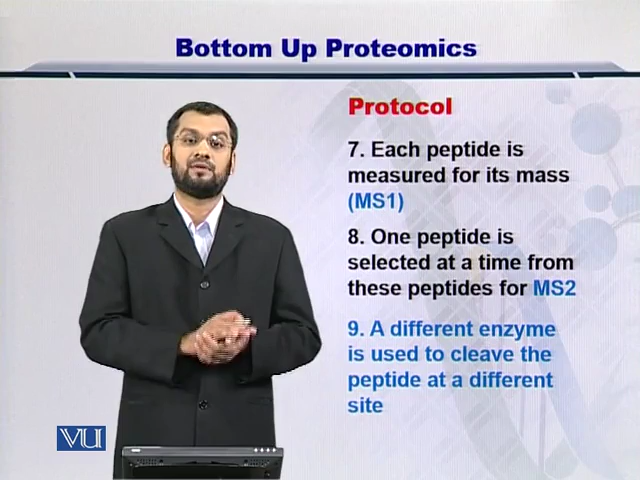 Bottom Up Proteomics
Protocol
7. Each peptide is
measured for its mass
(MS1)
8. One peptide is
selected at a time from
these peptides for MS2
9. A different enzyme
is used to cleave the
peptide at a different
site
VU